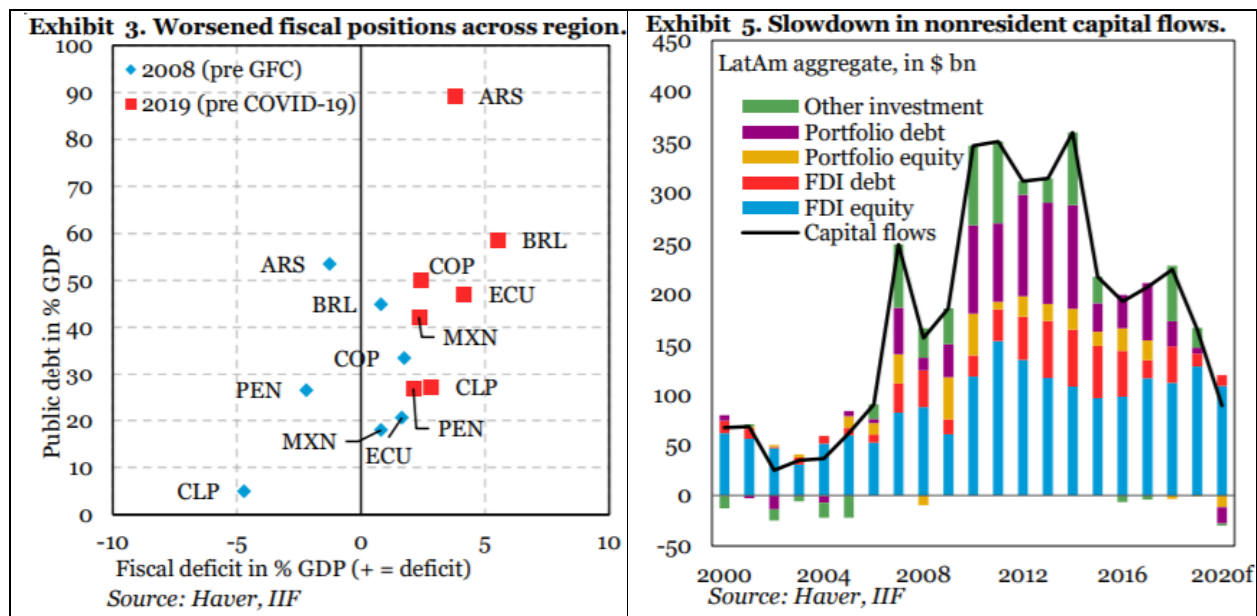 Exhibit 3. Worsened fiscal positions across region.
100
90
80
70
60
50
40
30
20
10
0
Public debt in % GDP
2008 (pre GFC)
2019 (pre COVID-19)
ARS
BRL
ARS
COP
ECU
BRL
MXN
COP
CLP
PEN
PEN
MXN
ECU
CLP
-10
-5
0
5
10
Fiscal deficit in % GDP (+ = deficit)
Source: Haver, IIF
Exhibit 5. Slowdown in nonresident capital flows.
450
400
350
300
250
200
150
100
50
0
-50
LatAm aggregate, in $ bn
Other investment
Portfolio debt
Portfolio equity
FDI debt
FDI equity
Capital flows
2000
2004
2008
2012
2016
2020f
Source: Haver, IIF